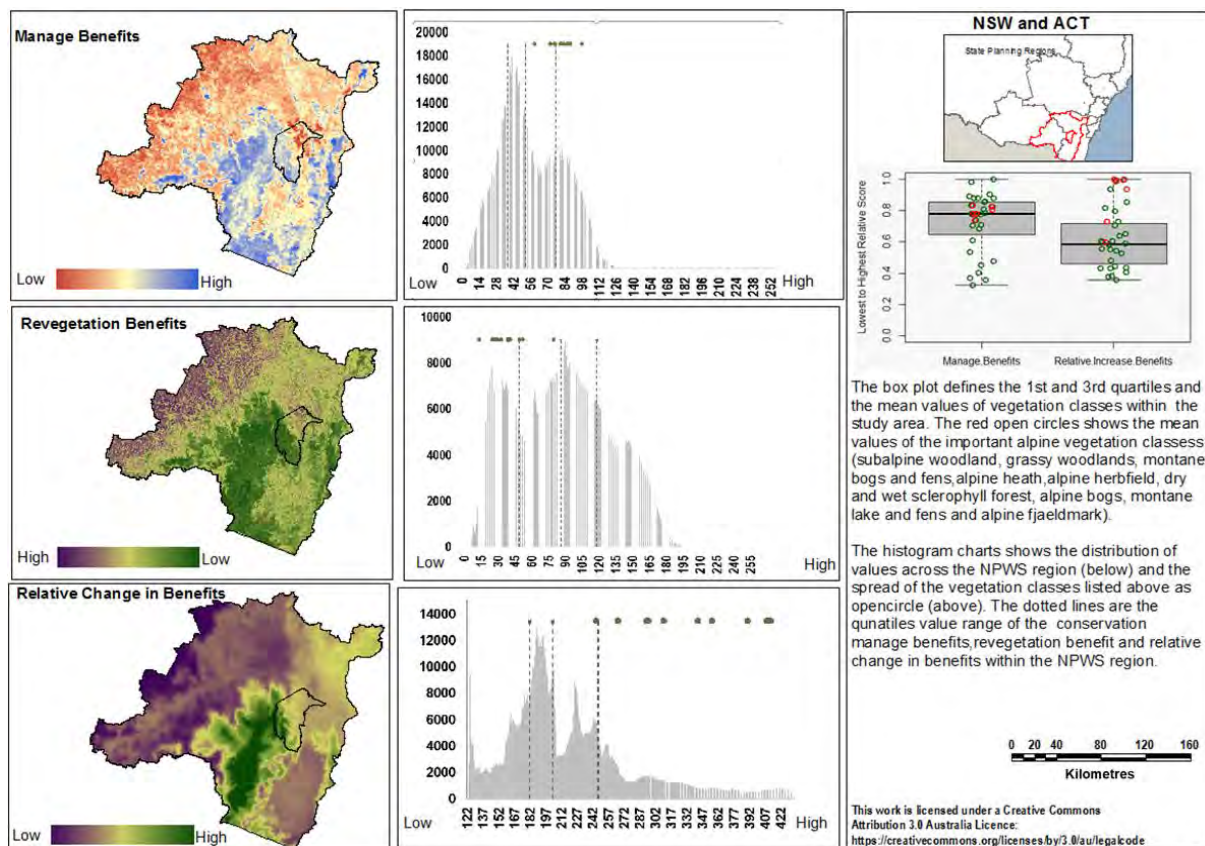 Manage Benefits
Low
High
20000
18000
16000
14000
12000
10000
8000
6000
4000
2000
0
0 14 28 42 56 70 84 98 112 126 140 154 168 182 196 210 224 238 252
Low
High
Revegetation Benefits
High
Low
10000
8000
6000
4000
2000
0
0 15 30 45 60 75 90 105 120 135 150 165 180 195 210 225 240 255
Low
High
Relative Change in Benefits
Low
High
14000
12000
10000
8000
6000
4000
2000
0
122 137 152 167 182 197 212 227 242 257 272 287 302 317 332 347 362 377 392 407 422
Low
High
NSW and ACT
State Planning Regions
Lowest to Highest Relative Score
1.0
0.8
0.6
0.4
0.2
0.0
Manage.Benefits
Relative.Increase.Benefits
The box plot defines the 1st and 3rd quartiles and
the mean values of vegetation classes within the
study area. The red open circles shows the mean
values of the important alpine vegetation classess
(subalpine woodland, grassy woodlands, montane
bogs and fens,alpine heath,alpine herbfield, dry
and wet sclerophyll forest, alpine bogs, montane
lake and fens and alpine fjaeldmark).
The histogram charts shows the distribution of
values across the NPWS region (below) and the
spread of the vegetation classes listed above as
opencircle (above). The dotted lines are the
qunatiles value range of the conservation
manage benefits,revegetation benefit and relative
change in benefits within the NPWS region.
0 20 40 80 120 160
Kilometres
This work is licensed under a Creative Commons
Attribution 3.0 Australia Licence:
https://creativecommons.org/licenses/by/3.0/au/legalcode